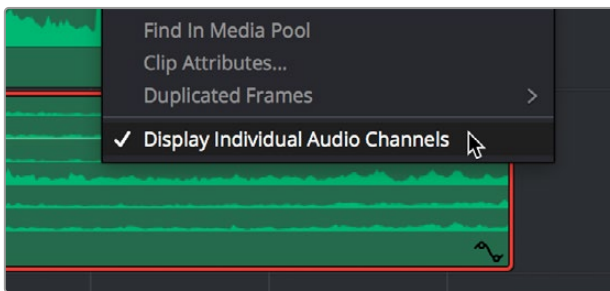 Find In Media Pool
Clip Attributes...
Duplicated Frames
Display Individual Audio Channels